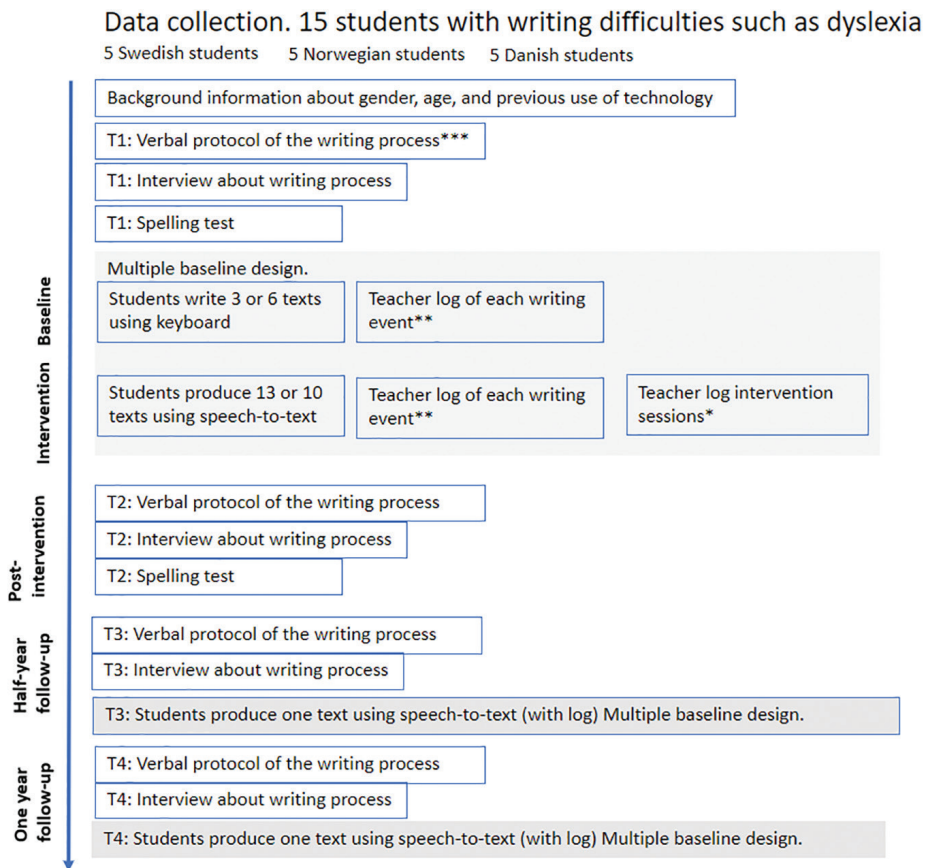 Data collection. 15 students with writing difficulties such as dyslexia
5 Swedish students 5 Norwegian students 5 Danish students
Background information about gender, age, and previous use of technology
T1: Verbal protocol of the writing process***
T1: Interview about writing process
T1: Spelling test
Baseline
Multiple baseline design.
Students write 3 or 6 texts
using keyboard
Teacher log of each writing
event**
Intervention
Students produce 13 or 10
texts using speech-to-text
Teacher log of each writing
event**
Teacher log intervention
sessions*
Post-
intervention
T2: Verbal protocol of the writing process
T2: Interview about writing process
T2: Spelling test
Half-year
follow-up
T3: Verbal protocol of the writing process
T3: Interview about writing process
T3: Students produce one text using speech-to-text (with log) Multiple baseline design.
One year
follow-up
T4: Verbal protocol of the writing process
T4: Interview about writing process
T4: Students produce one text using speech-to-text (with log) Multiple baseline design.